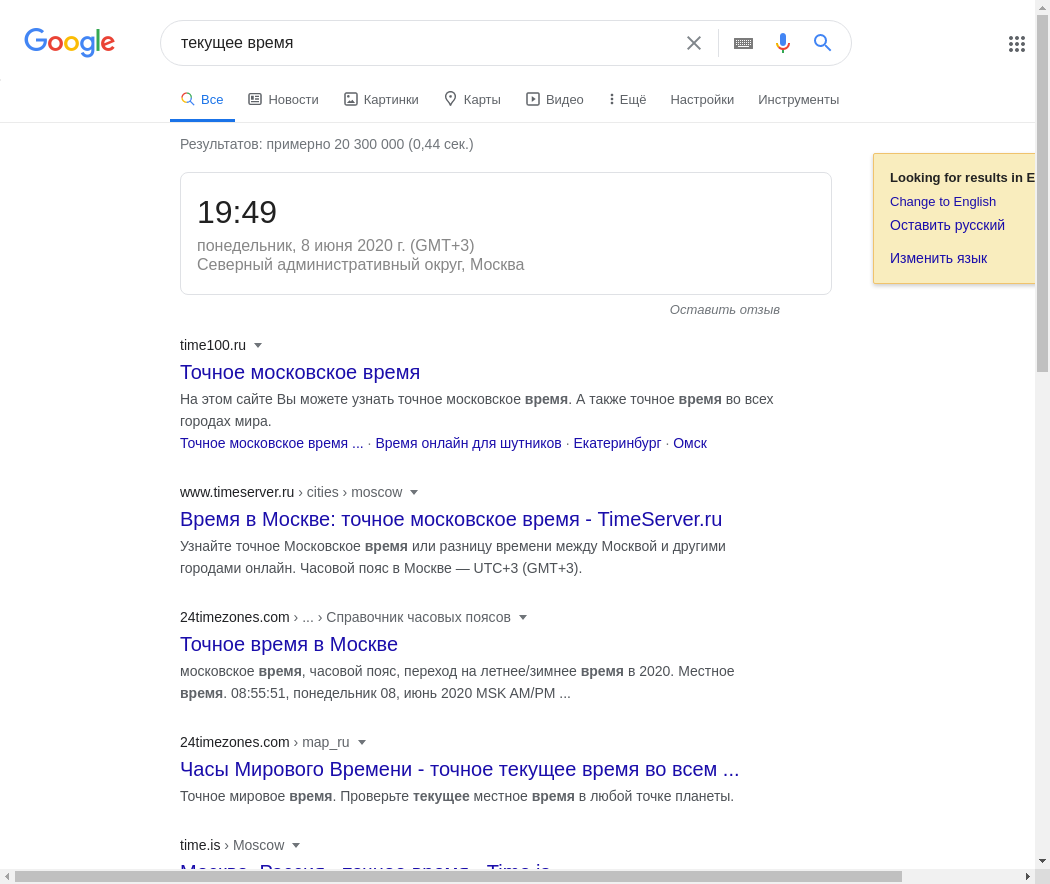 Google
текущее время
Все
Новости
Картинки
Карты
Видео
Ещё
Настройки
Инструменты
Результатов: примерно 20 300 000 (0,44 сек.)
19:49
понедельник, 8 июня 2020 г. (GMT+3)
Северный административный округ, Москва
Оставить отзыв
Looking for results in E
Change to English
Оставить русский
Изменить язык
time100.ru
Точное московское время
На этом сайте Вы можете узнать точное московское время. А также точное время во всех
городах мира.
Точное московское время ... · Время онлайн для шутников · Екатеринбург · Омск
www.timeserver.ru › cities › moscow
Время в Москве: точное московское время - TimeServer.ru
Узнайте точное Московское время или разницу времени между Москвой и другими
городами онлайн. Часовой пояс в Москве — UTC+3 (GMT+3).
24timezones.com › ... › Справочник часовых поясов
Точное время в Москве
московское время, часовой пояс, переход на летнее/зимнее время в 2020. Местное
время. 08:55:51, понедельник 08, июнь 2020 MSK AM/PM ...
24timezones.com › map_ru
Часы Мирового Времени - точное текущее время во всем ...
Точное мировое время. Проверьте текущее местное время в любой точке планеты.
time.is › Moscow
Москва, Россия - точное время - Time.is